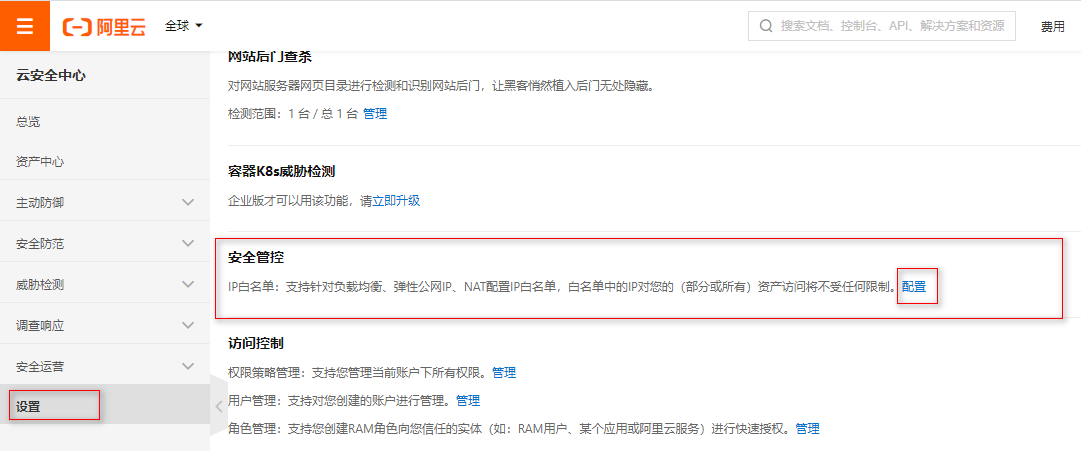 阿里云 全球 搜索文档、控制台、API、解决方案和资源 费用
云安全中心
总览
资产中心
主动防御
安全防范
威胁检测
调查响应
安全运营
设置
网站后门查杀
对网站服务器网页目录进行检测和识别网站后门，让黑客悄然植入后门无处隐藏。
检测范围：1 台 / 总 1 台 管理
容器K8s威胁检测
企业版才可以用该功能，请立即升级
安全管控
IP白名单：支持针对负载均衡、弹性公网IP、NAT配置IP白名单，白名单中的IP对您的（部分或所有）资产访问将不受任何限制。配置
访问控制
权限策略管理：支持您管理当前账户下所有权限。管理
用户管理：支持对您创建的账户进行管理。管理
角色管理：支持您创建RAM角色向您信任的实体（如：RAM用户、某个应用或阿里云服务）进行快速授权。管理